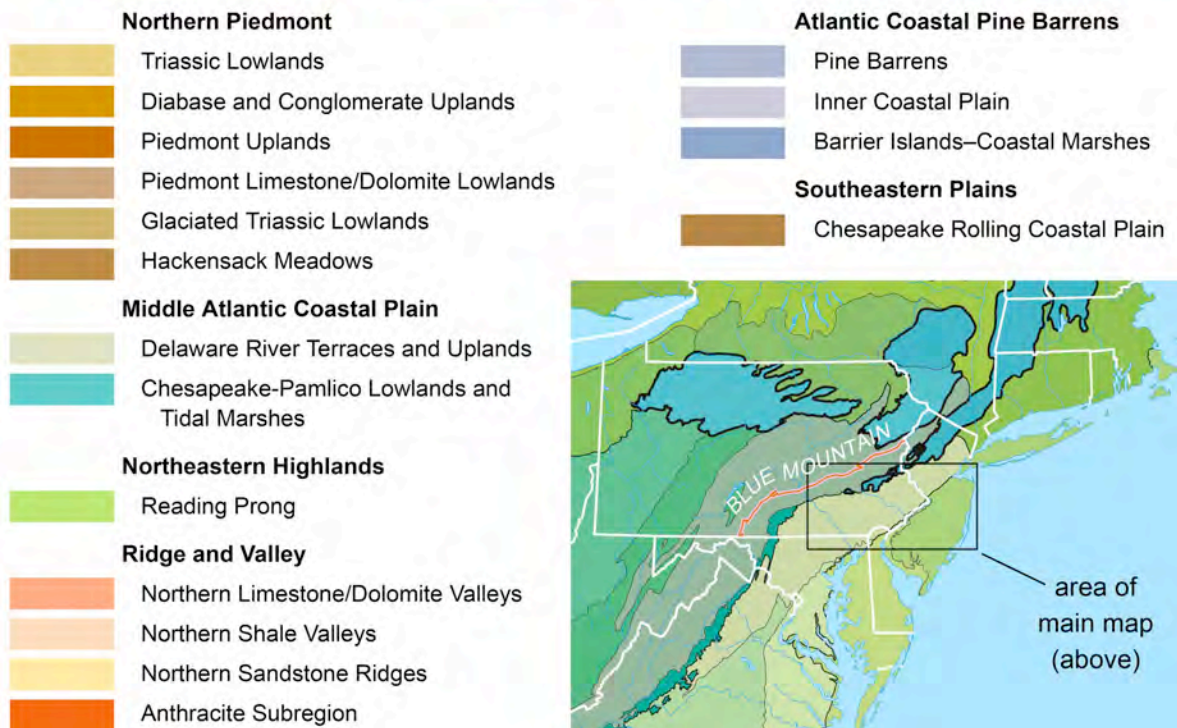 Northern Piedmont
Triassic Lowlands
Diabase and Conglomerate Uplands
Piedmont Uplands
Piedmont Limestone/Dolomite Lowlands
Glaciated Triassic Lowlands
Hackensack Meadows
Middle Atlantic Coastal Plain
Delaware River Terraces and Uplands
Chesapeake-Pamlico Lowlands and
Tidal Marshes
Northeastern Highlands
Reading Prong
Ridge and Valley
Northern Limestone/Dolomite Valleys
Northern Shale Valleys
Northern Sandstone Ridges
Anthracite Subregion
Atlantic Coastal Pine Barrens
Pine Barrens
Inner Coastal Plain
Barrier Islands–Coastal Marshes
Southeastern Plains
Chesapeake Rolling Coastal Plain
BLUE MOUNTAIN
area of
main map
(above)